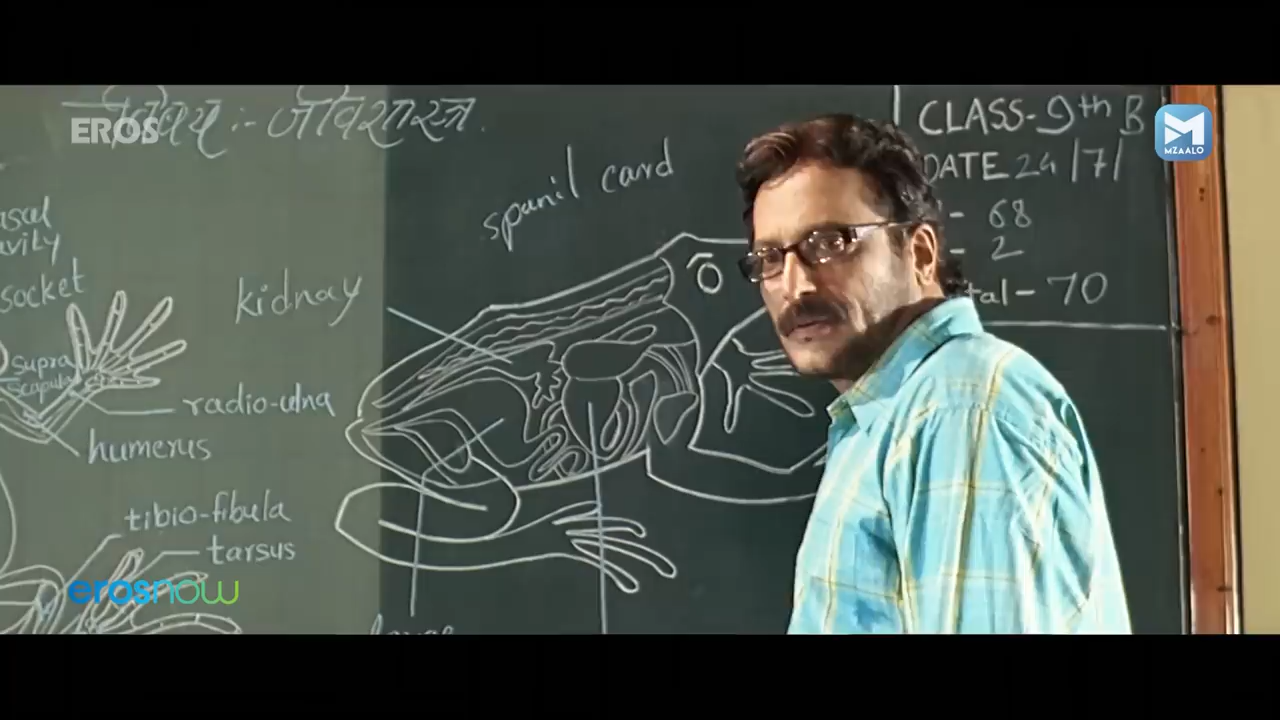 विषय :- जीवशास्त्र.
EROS
CLASS-9th B
MZAALO
DATE 24/7/
- 68
- 2
tal - 70
spanil card
socket
kidnay
supra
scapula
radio-ulna
humerus
tibio-fibula
tarsus
erosnow